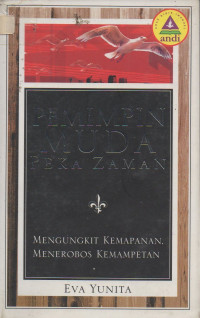 andi
PEMIMPIN
MUDA
PEKA ZAMAN
MENGUNGKIT KEMAPANAN,
MENEROBOS KEMAMPETAN
EVA YUNITA